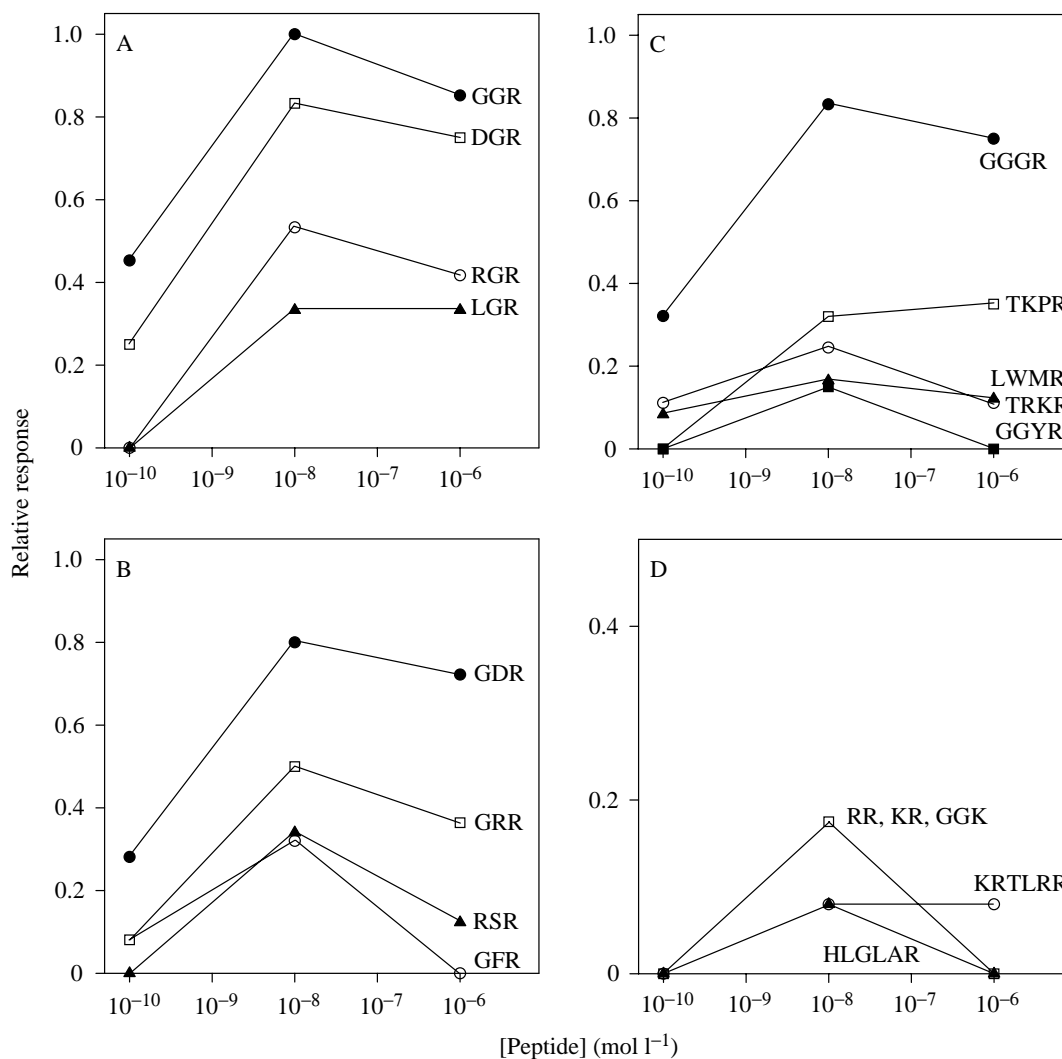 Relative response
A
1.0
0.8
0.6
0.4
0.2
0
GGR
DGR
RGR
LGR
10⁻¹⁰ 10⁻⁹ 10⁻⁸ 10⁻⁷ 10⁻⁶
C
1.0
0.8
0.6
0.4
0.2
0
GGGR
TKPR
LWMR
TRKR
GGYR
10⁻¹⁰ 10⁻⁹ 10⁻⁸ 10⁻⁷ 10⁻⁶
B
1.0
0.8
0.6
0.4
0.2
0
GDR
GRR
RSR
GFR
10⁻¹⁰ 10⁻⁹ 10⁻⁸ 10⁻⁷ 10⁻⁶
D
0.4
0.2
0
RR, KR, GGK
KRTLRR
HLGLAR
10⁻¹⁰ 10⁻⁹ 10⁻⁸ 10⁻⁷ 10⁻⁶
[Peptide] (mol l⁻¹)